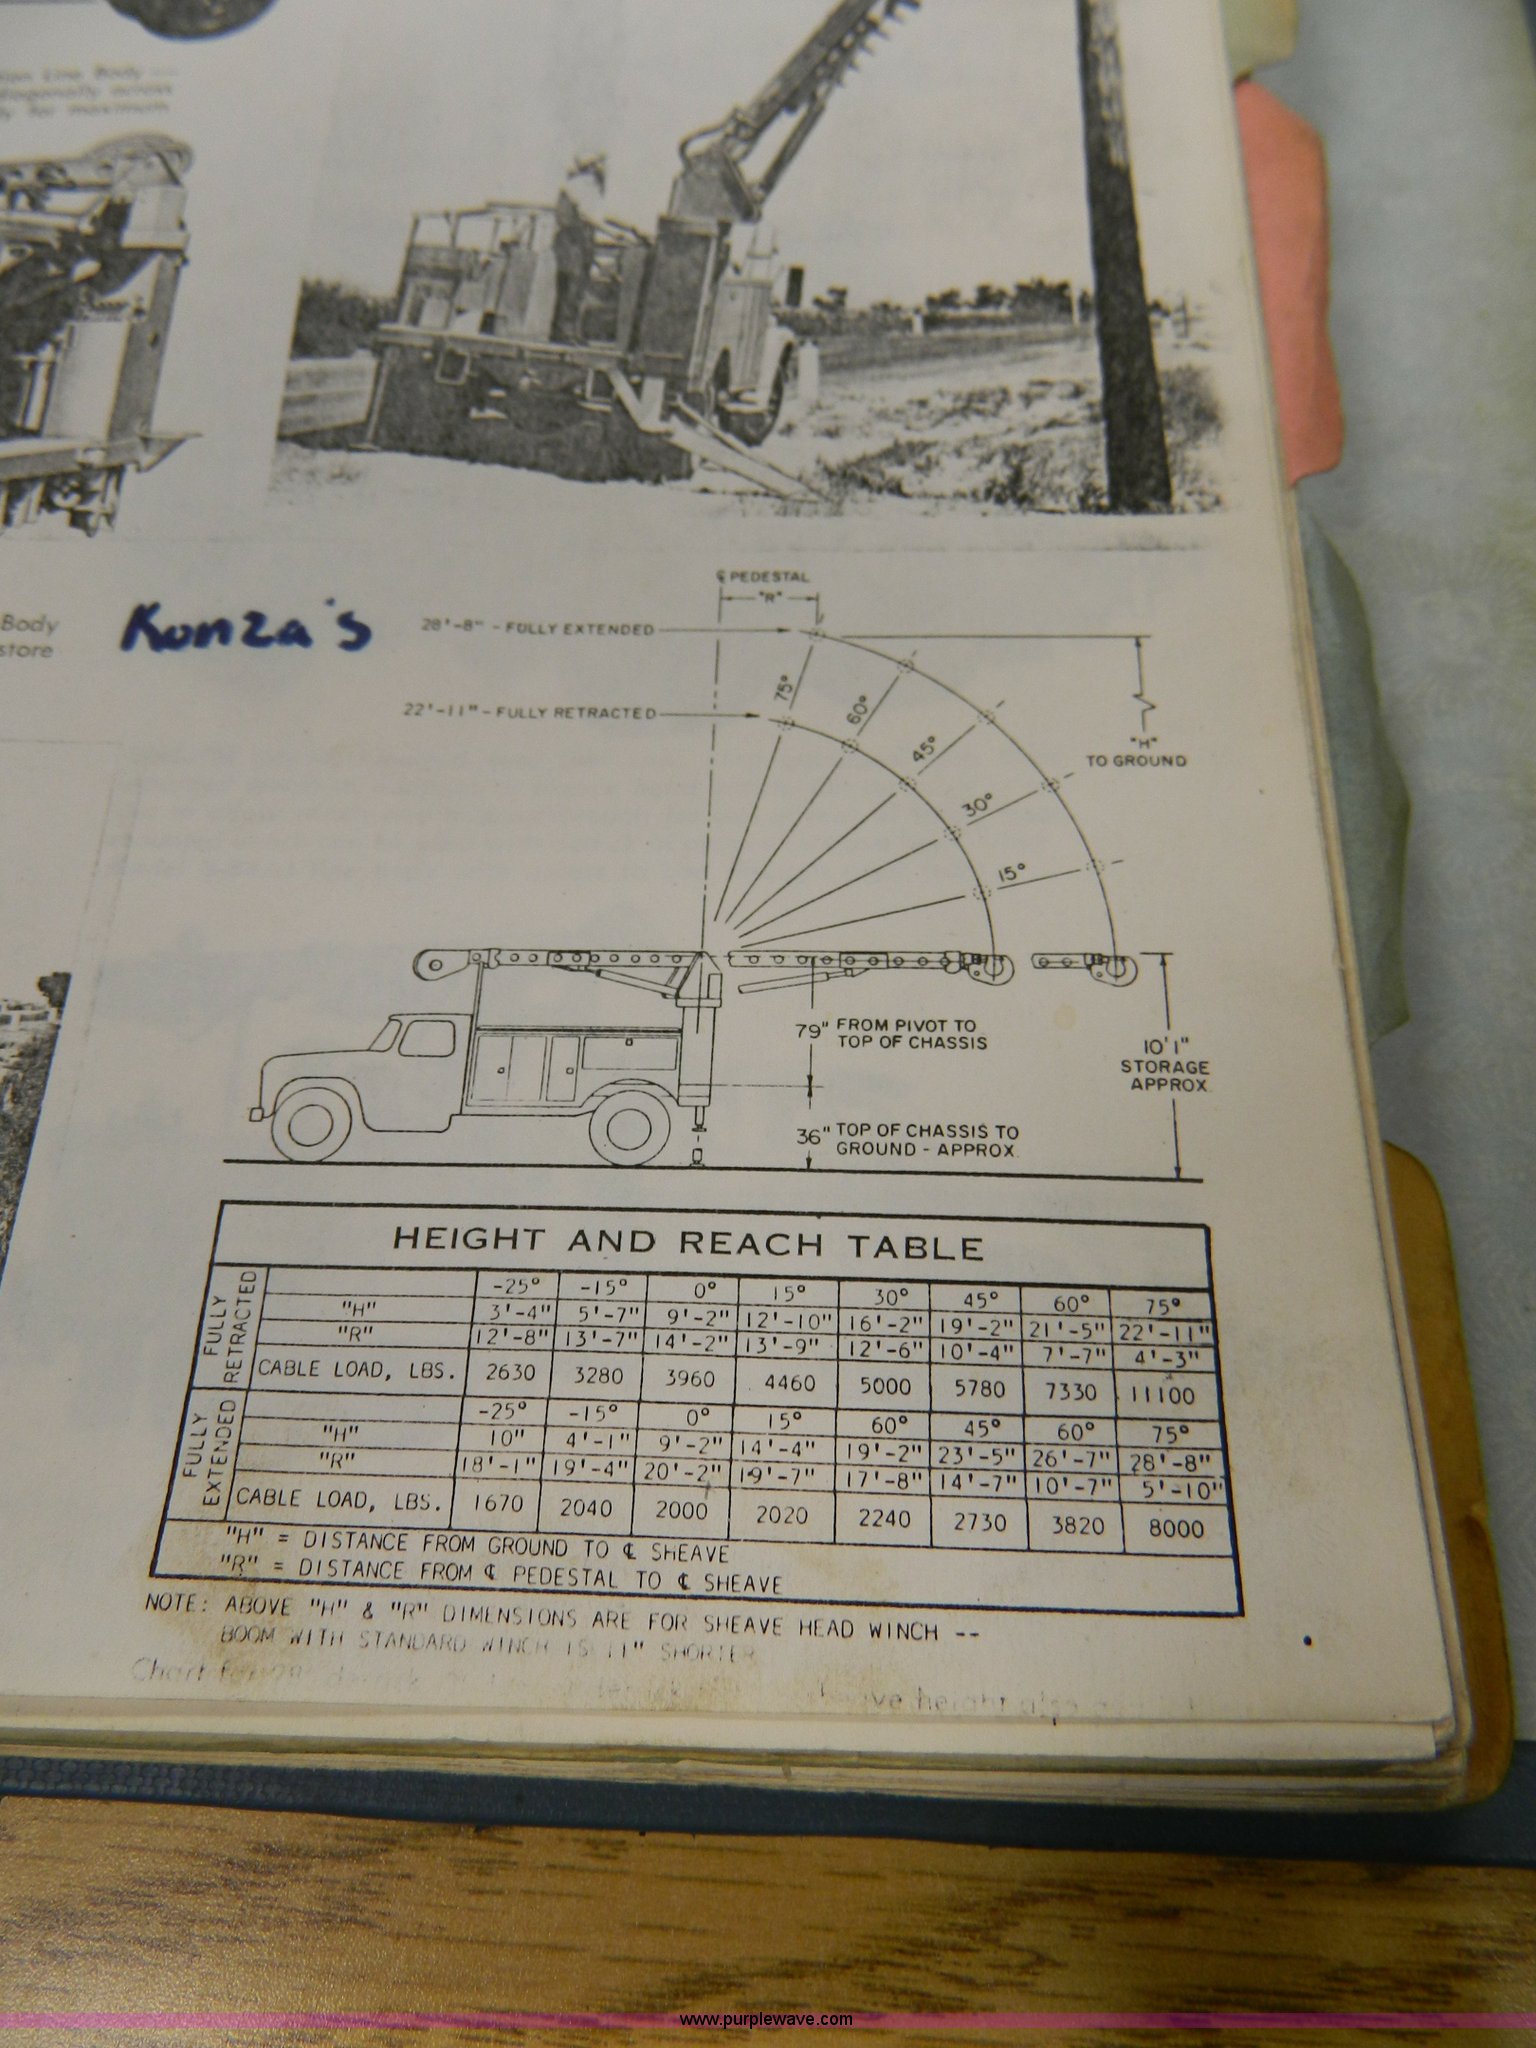 Line Body —
diagonally across
for maximum
Body
store
Konza's
℄ PEDESTAL
"R"
28'-8" - FULLY EXTENDED
75°
60°
22'-11" - FULLY RETRACTED
45°
"H"
TO GROUND
30°
15°
79" FROM PIVOT TO
TOP OF CHASSIS
10'1"
STORAGE
APPROX.
36" TOP OF CHASSIS TO
GROUND - APPROX.
HEIGHT AND REACH TABLE
FULLY
RETRACTED
-25° -15° 0° 15° 30° 45° 60° 75°
"H" 3'-4" 5'-7" 9'-2" 12'-10" 16'-2" 19'-2" 21'-5" 22'-11"
"R" 12'-8" 13'-7" 14'-2" 13'-9" 12'-6" 10'-4" 7'-7" 4'-3"
CABLE LOAD, LBS. 2630 3280 3960 4460 5000 5780 7330 11100
FULLY
EXTENDED
-25° -15° 0° 15° 60° 45° 60° 75°
"H" 10" 4'-1" 9'-2" 14'-4" 19'-2" 23'-5" 26'-7" 28'-8"
"R" 18'-1" 19'-4" 20'-2" 19'-7" 17'-8" 14'-7" 10'-7" 5'-10"
CABLE LOAD, LBS. 1670 2040 2000 2020 2240 2730 3820 8000
"H" = DISTANCE FROM GROUND TO ℄ SHEAVE
"R" = DISTANCE FROM ℄ PEDESTAL TO ℄ SHEAVE
NOTE: ABOVE "H" & "R" DIMENSIONS ARE FOR SHEAVE HEAD WINCH --
BOOM WITH STANDARD WINCH IS 11" SHORTER
Chart height also
www.purplewave.com